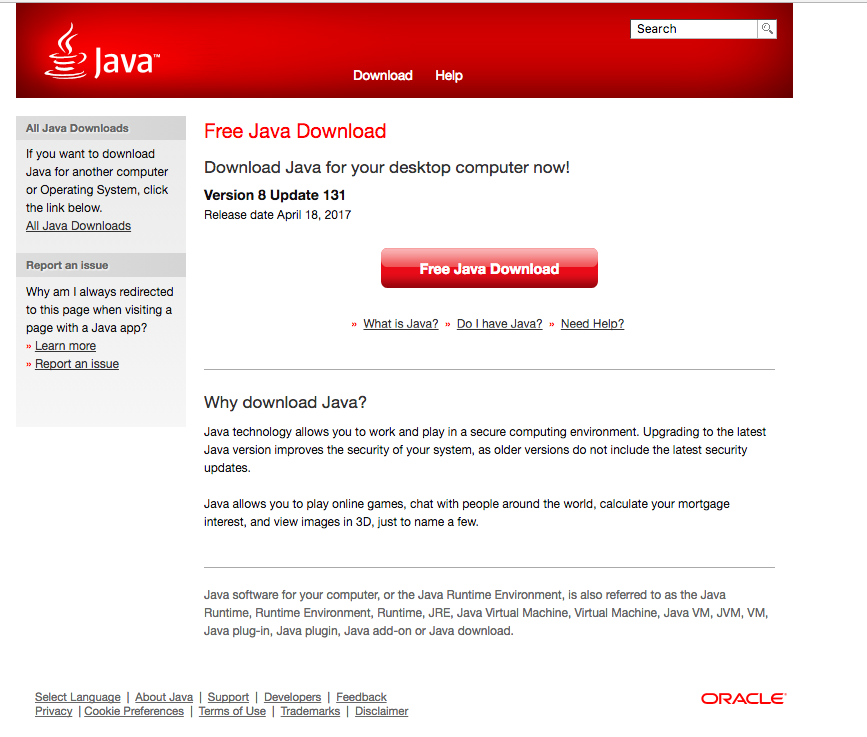 Java™
Search
Download Help
All Java Downloads
If you want to download
Java for another computer
or Operating System, click
the link below.
All Java Downloads
Report an issue
Why am I always redirected
to this page when visiting a
page with a Java app?
» Learn more
» Report an issue
Free Java Download
Download Java for your desktop computer now!
Version 8 Update 131
Release date April 18, 2017
Free Java Download
» What is Java? » Do I have Java? » Need Help?
Why download Java?
Java technology allows you to work and play in a secure computing environment. Upgrading to the latest
Java version improves the security of your system, as older versions do not include the latest security
updates.
Java allows you to play online games, chat with people around the world, calculate your mortgage
interest, and view images in 3D, just to name a few.
Java software for your computer, or the Java Runtime Environment, is also referred to as the Java
Runtime, Runtime Environment, Runtime, JRE, Java Virtual Machine, Virtual Machine, Java VM, JVM, VM,
Java plug-in, Java plugin, Java add-on or Java download.
Select Language | About Java | Support | Developers | Feedback
Privacy | Cookie Preferences | Terms of Use | Trademarks | Disclaimer
ORACLE®